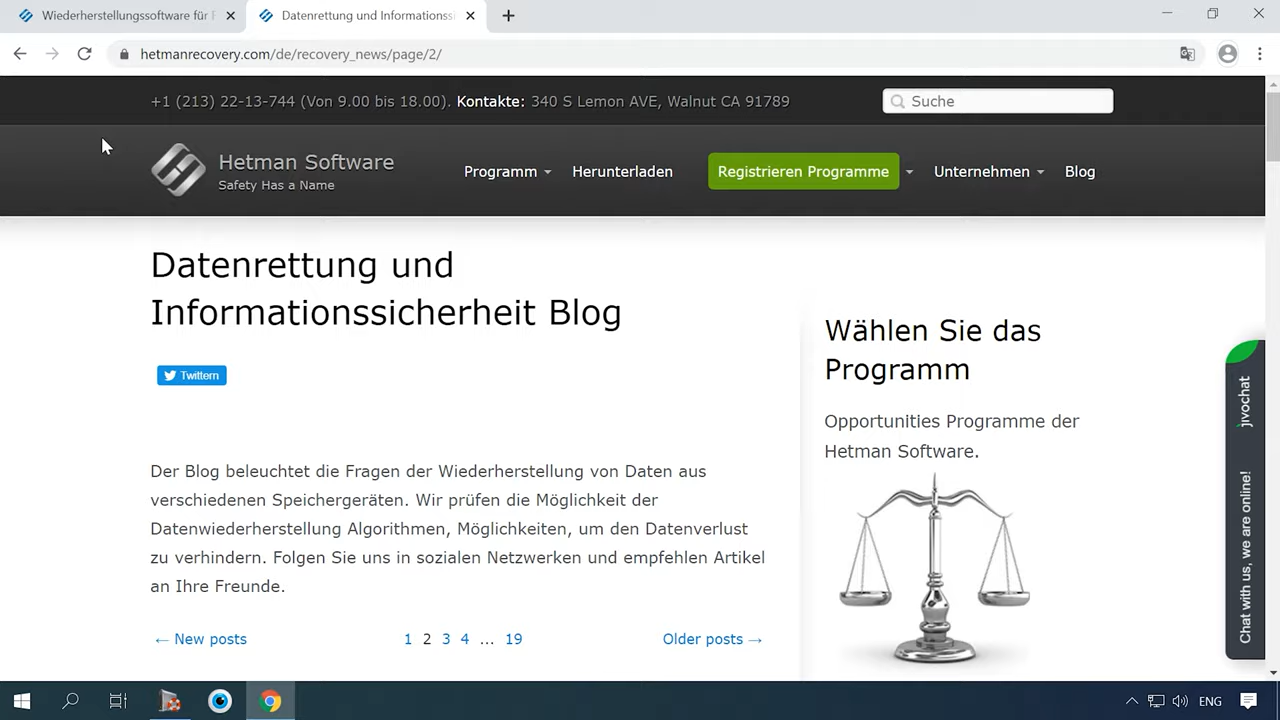 Wiederherstellungssoftware für F
Datenrettung und Informationssi
hetmanrecovery.com/de/recovery_news/page/2/
+1 (213) 22-13-744 (Von 9.00 bis 18.00). Kontakte: 340 S Lemon AVE, Walnut CA 91789
Suche
Hetman Software
Safety Has a Name
Programm
Herunterladen
Registrieren Programme
Unternehmen
Blog
Datenrettung und
Informationssicherheit Blog
Twittern
Der Blog beleuchtet die Fragen der Wiederherstellung von Daten aus
verschiedenen Speichergeräten. Wir prüfen die Möglichkeit der
Datenwiederherstellung Algorithmen, Möglichkeiten, um den Datenverlust
zu verhindern. Folgen Sie uns in sozialen Netzwerken und empfehlen Artikel
an Ihre Freunde.
← New posts
1 2 3 4 ... 19
Older posts →
Wählen Sie das
Programm
Opportunities Programme der
Hetman Software.
jivochat
Chat with us, we are online!
ENG